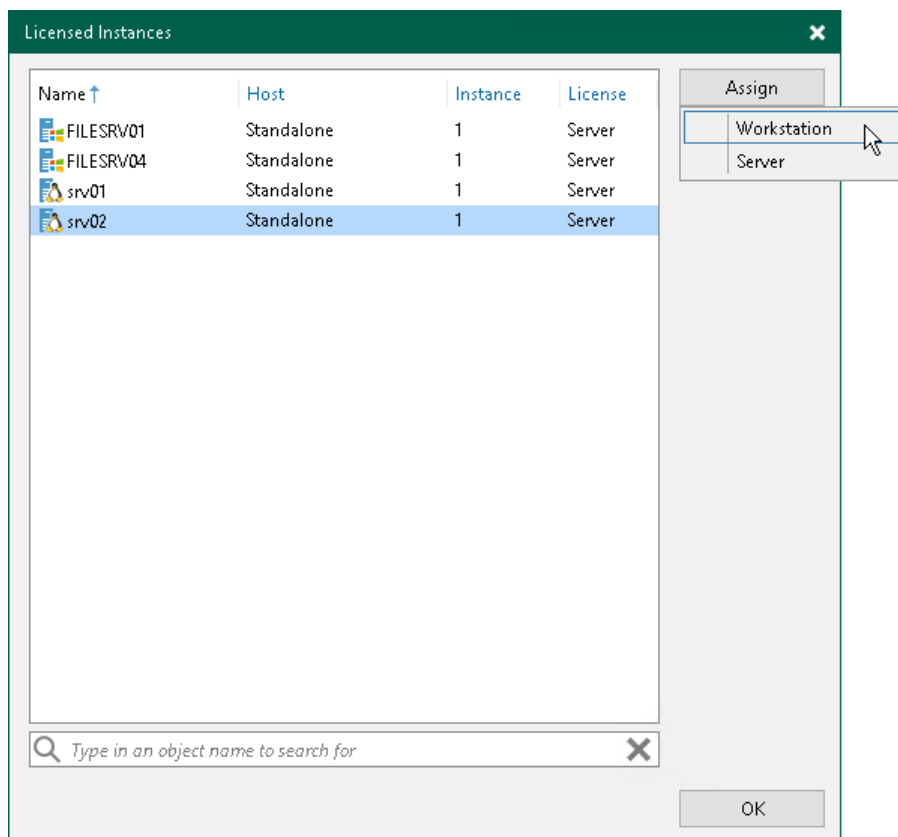 Licensed Instances
Name Host Instance License
FILESRV01 Standalone 1 Server
FILESRV04 Standalone 1 Server
srv01 Standalone 1 Server
srv02 Standalone 1 Server
Assign
Workstation
Server
Type in an object name to search for
OK